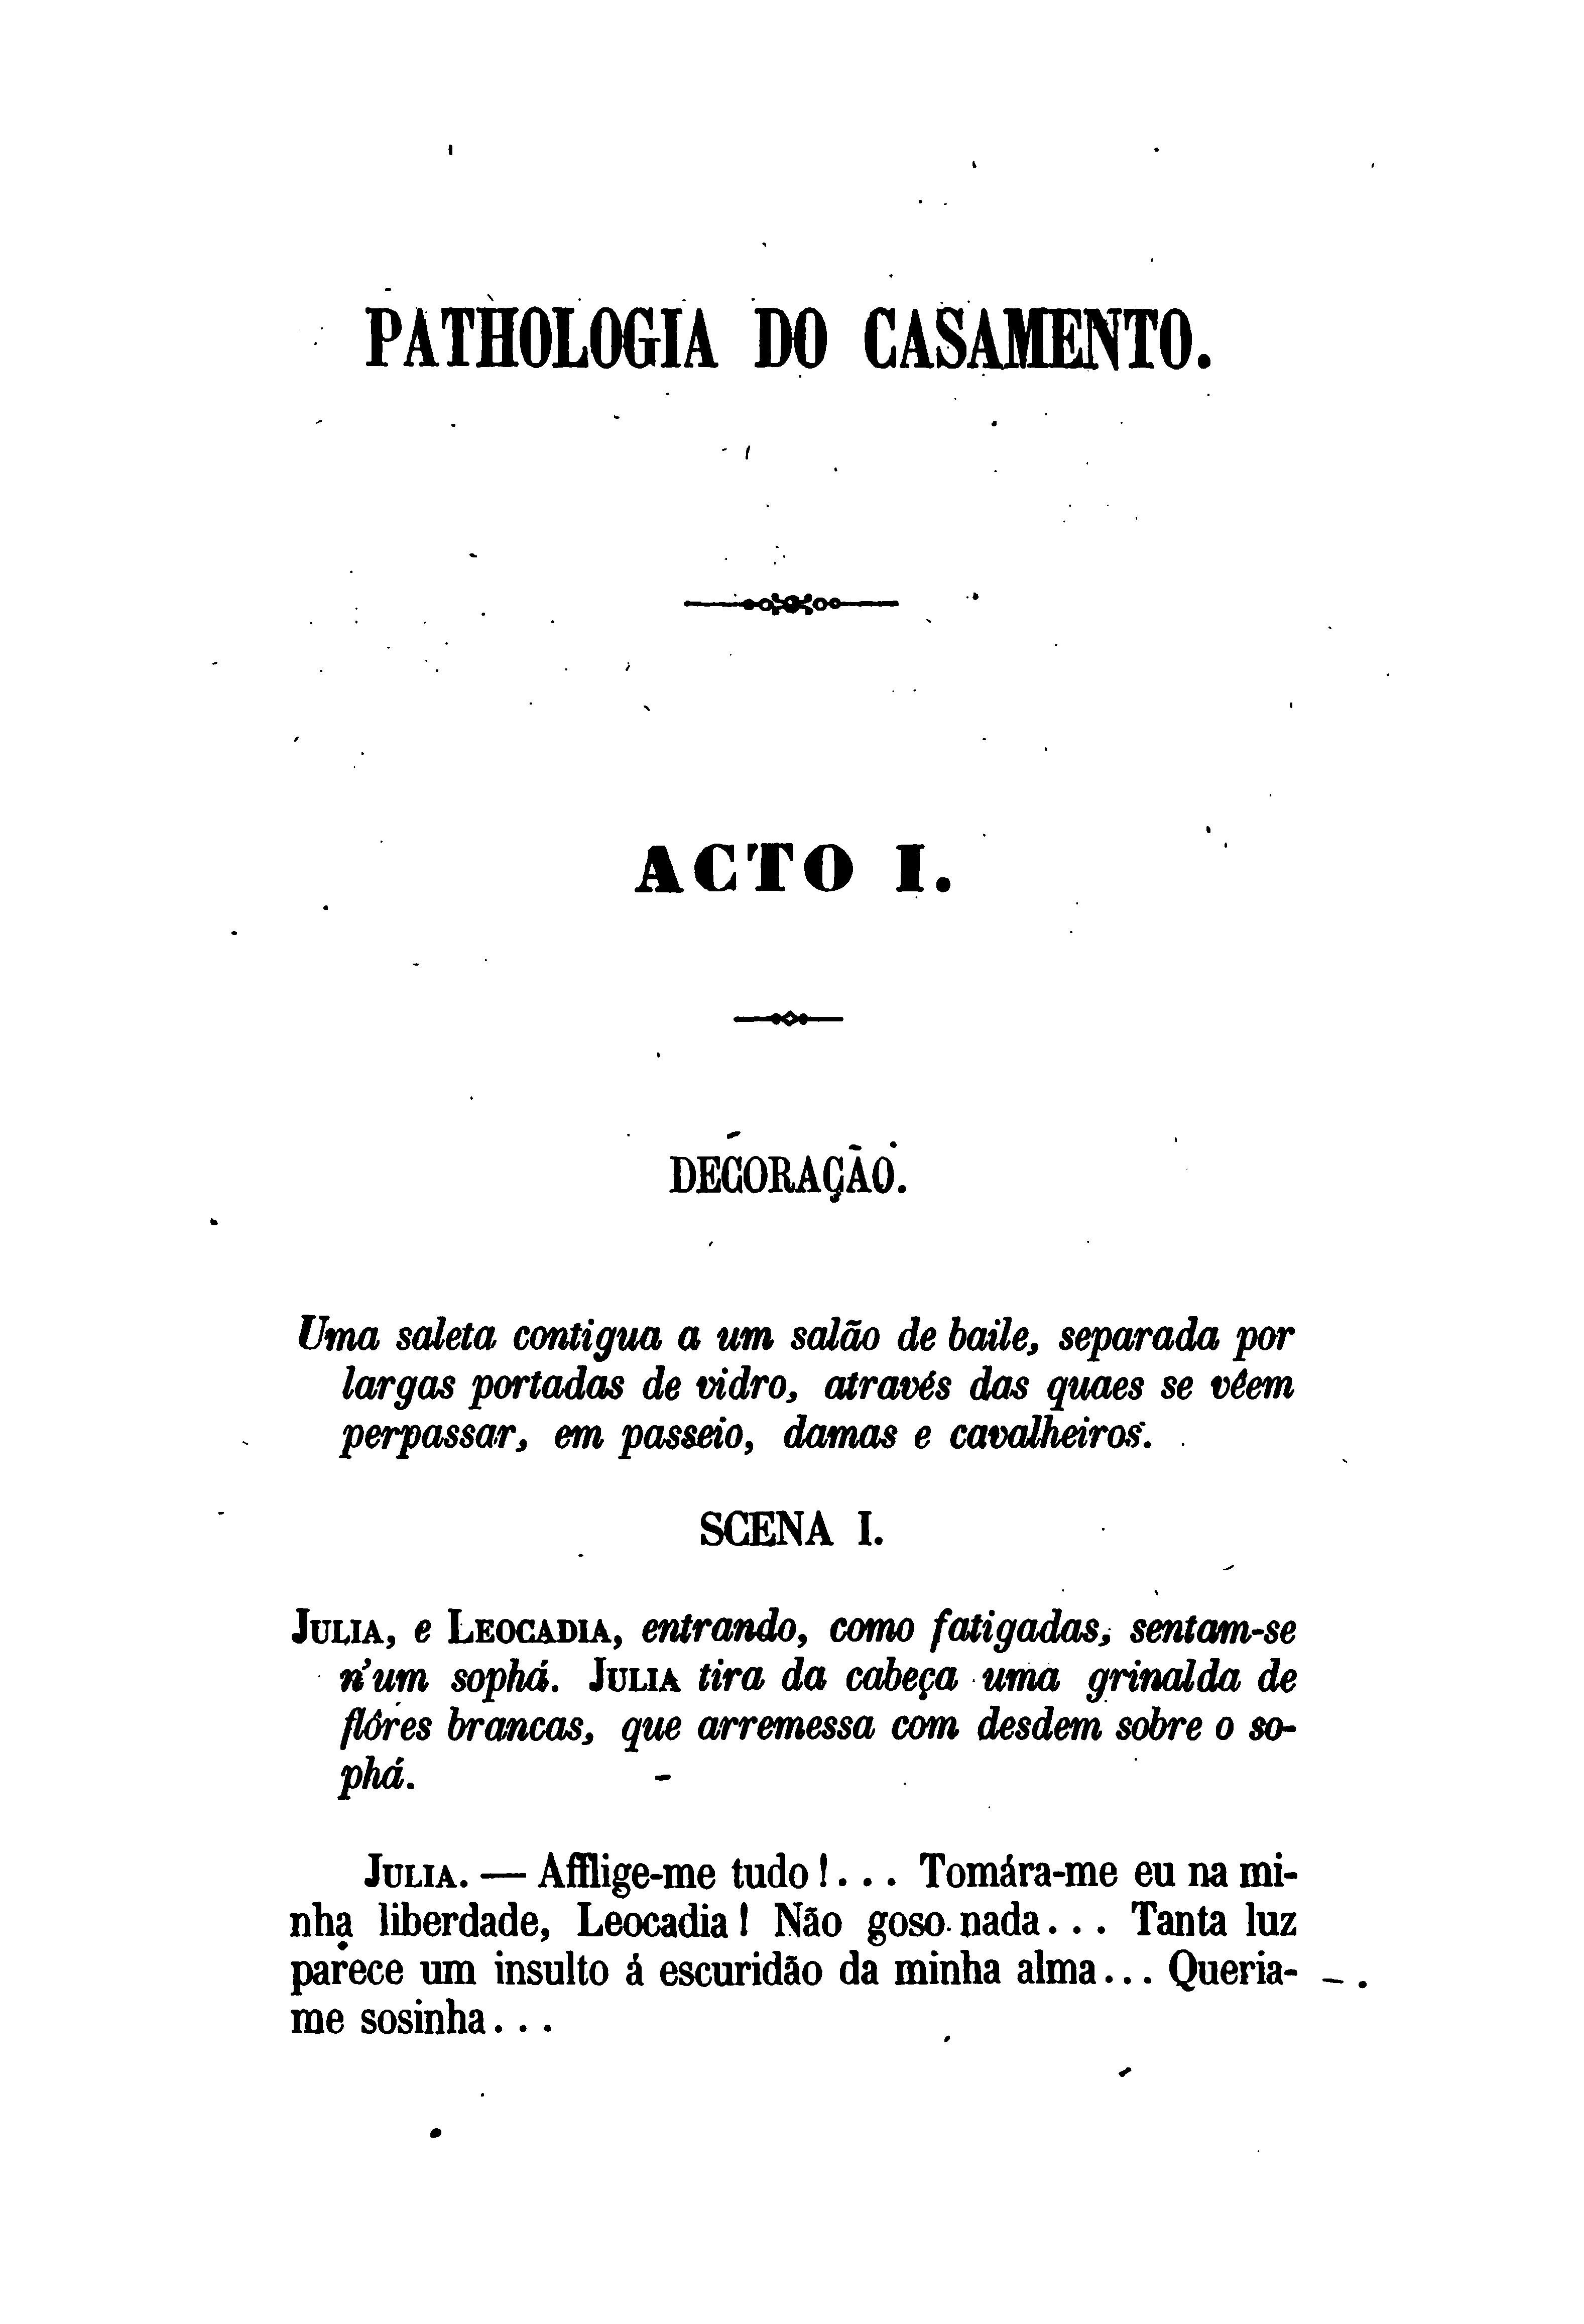 PATHOLOGIA DO CASAMENTO.
ACTO I.
DECORAÇÃO.
Uma saleta contigua a um salão de baile, separada por
largas portadas de vidro, através das quaes se vêem
perpassar, em passeio, damas e cavalheiros.
SCENA I.
JULIA, e LEOCADIA, entrando, como fatigadas, sentam-se
n'um sophá. JULIA tira da cabeça uma grinalda de
flôres brancas, que arremessa com desdem sobre o so-
phá.
JULIA. — Afflige-me tudo!... Tomára-me eu na mi-
nha liberdade, Leocadia! Não goso nada... Tanta luz
parece um insulto á escuridão da minha alma... Queria-
me sosinha...